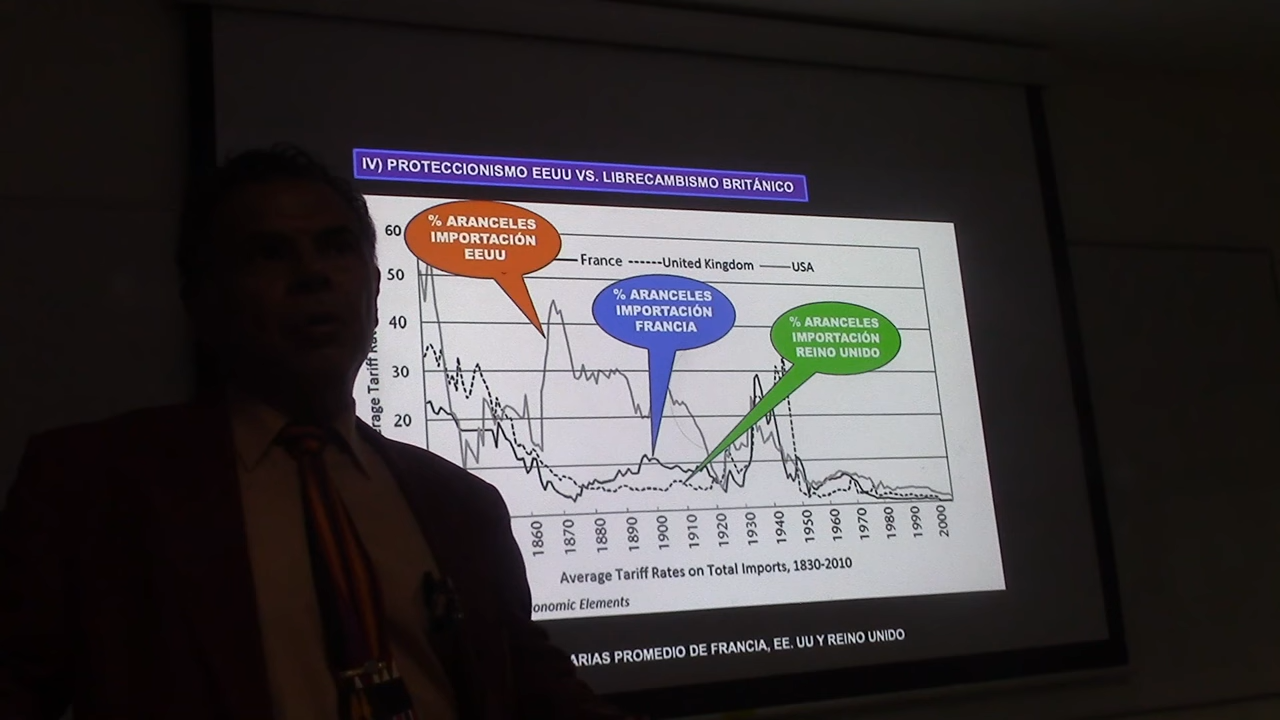 IV) PROTECCIONISMO EEUU VS. LIBRECAMBISMO BRITÁNICO
% ARANCELES
IMPORTACIÓN
EEUU
France United Kingdom USA
% ARANCELES
IMPORTACIÓN
FRANCIA
% ARANCELES
IMPORTACIÓN
REINO UNIDO
60
50
40
30
20
erage Tariff
1860 1870 1880 1890 1900 1910 1920 1930 1940 1950 1960 1970 1980 1990 2000
Average Tariff Rates on Total Imports, 1830-2010
onomic Elements
ARIAS PROMEDIO DE FRANCIA, EE. UU Y REINO UNIDO